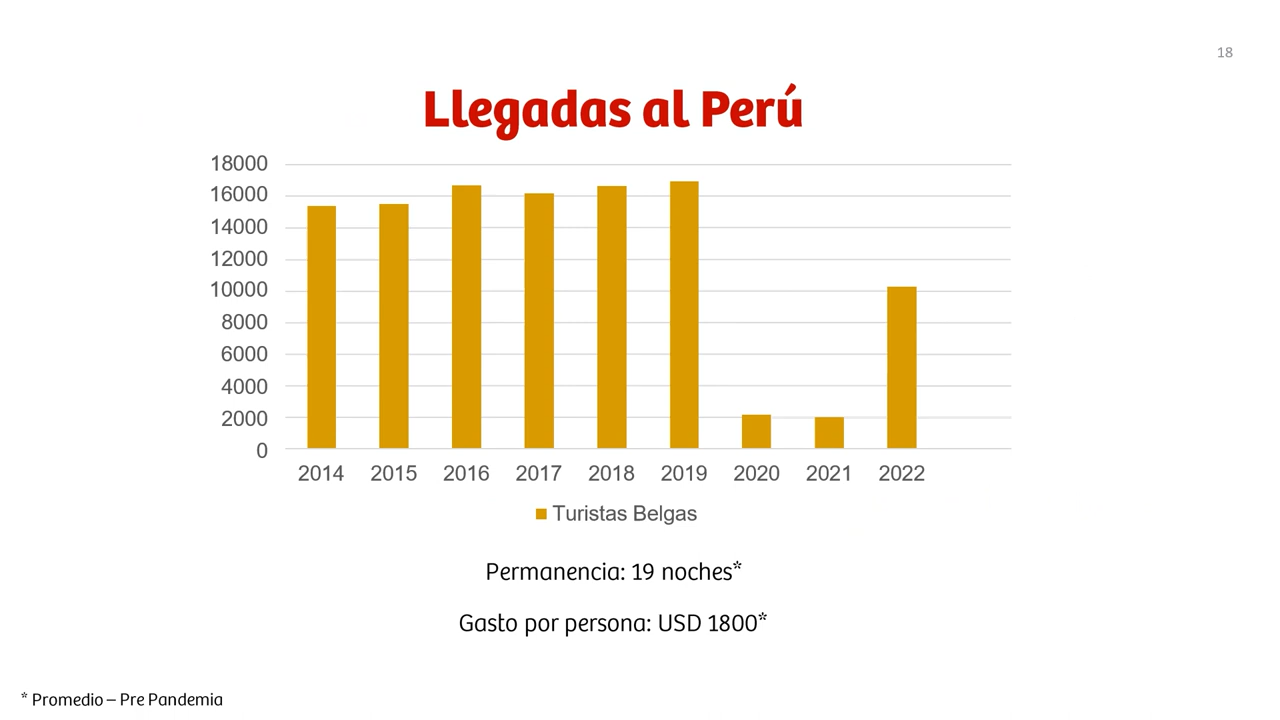 18
Llegadas al Perú
18000
16000
14000
12000
10000
8000
6000
4000
2000
0
2014 2015 2016 2017 2018 2019 2020 2021 2022
Turistas Belgas
Permanencia: 19 noches*
Gasto por persona: USD 1800*
* Promedio – Pre Pandemia